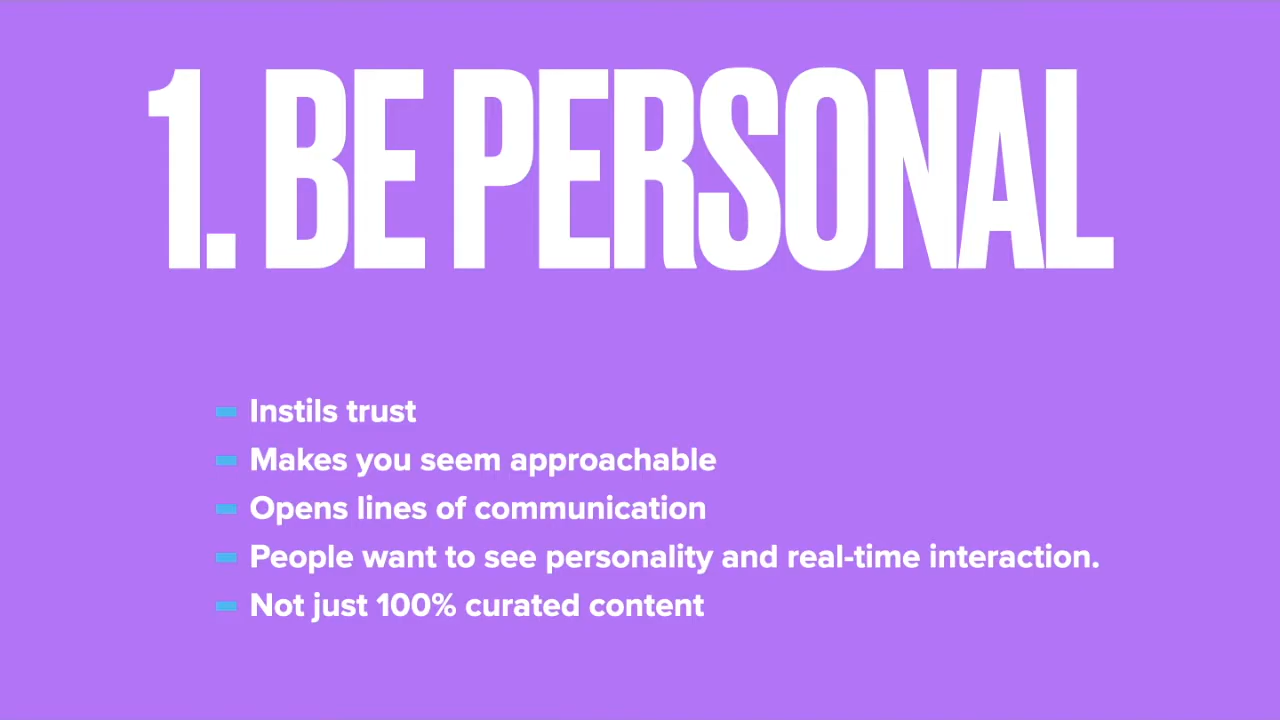 1. BE PERSONAL
Instils trust
Makes you seem approachable
Opens lines of communication
People want to see personality and real-time interaction.
Not just 100% curated content